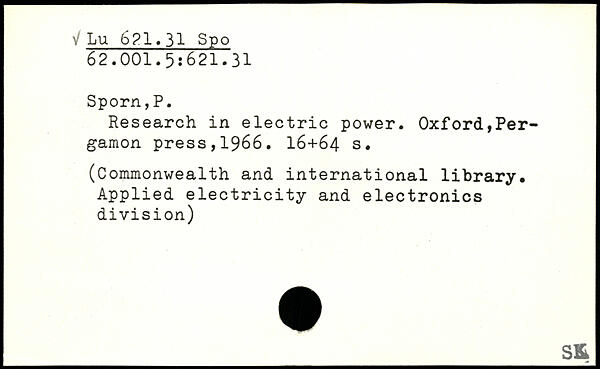 √ Lu 621.31 Spo
62.001.5:621.31
Sporn,P.
Research in electric power. Oxford,Per-
gamon press,1966. 16+64 s.
(Commonwealth and international library.
Applied electricity and electronics
division)